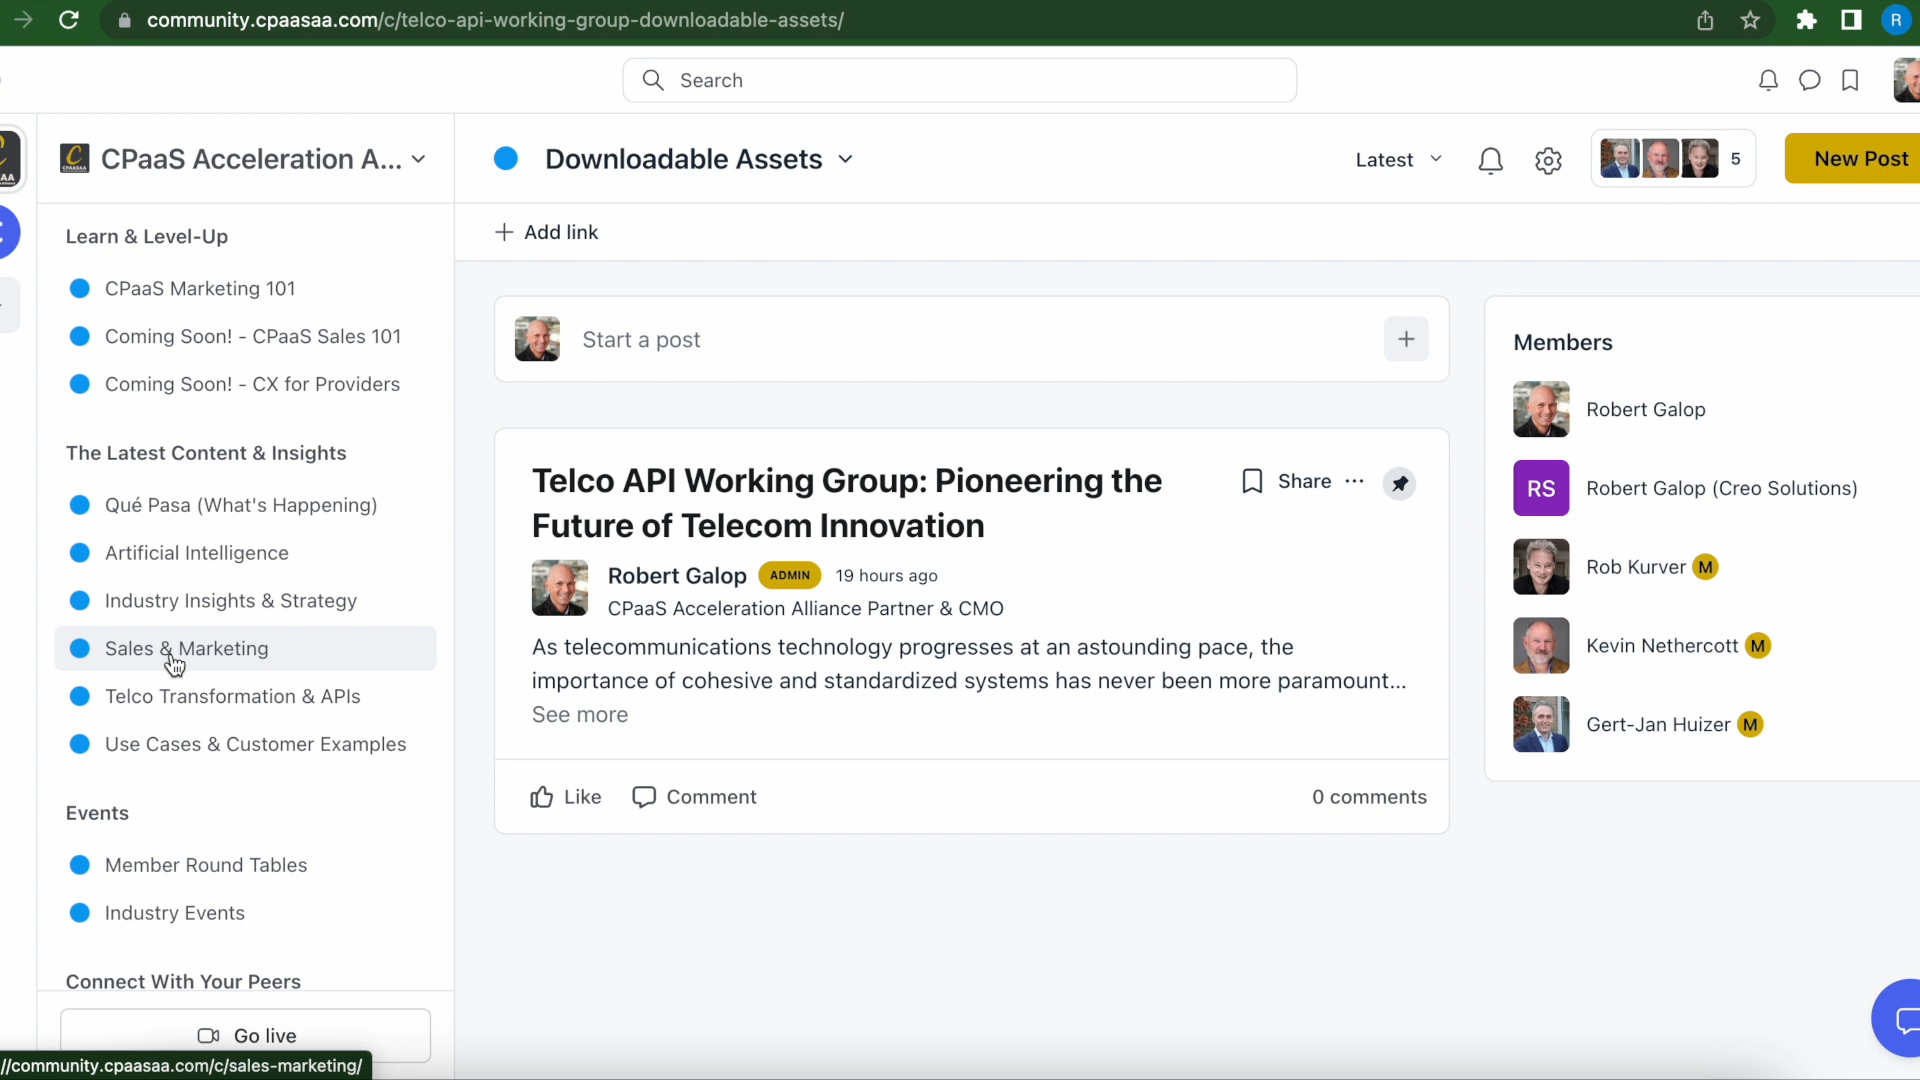 community.cpaasaa.com/c/telco-api-working-group-downloadable-assets/
R
Search
CPaaS Acceleration A...
Downloadable Assets
Latest
5
New Post
Learn & Level-Up
Add link
CPaaS Marketing 101
Coming Soon! - CPaaS Sales 101
Coming Soon! - CX for Providers
Start a post
Members
Robert Galop
RS
Robert Galop (Creo Solutions)
Rob Kurver M
Kevin Nethercott M
Gert-Jan Huizer M
The Latest Content & Insights
Qué Pasa (What's Happening)
Artificial Intelligence
Industry Insights & Strategy
Sales & Marketing
Telco Transformation & APIs
Use Cases & Customer Examples
Telco API Working Group: Pioneering the
Future of Telecom Innovation
Share
Robert Galop ADMIN 19 hours ago
CPaaS Acceleration Alliance Partner & CMO
As telecommunications technology progresses at an astounding pace, the
importance of cohesive and standardized systems has never been more paramount...
See more
Like
Comment
0 comments
Events
Member Round Tables
Industry Events
Connect With Your Peers
Go live
//community.cpaasaa.com/c/sales-marketing/